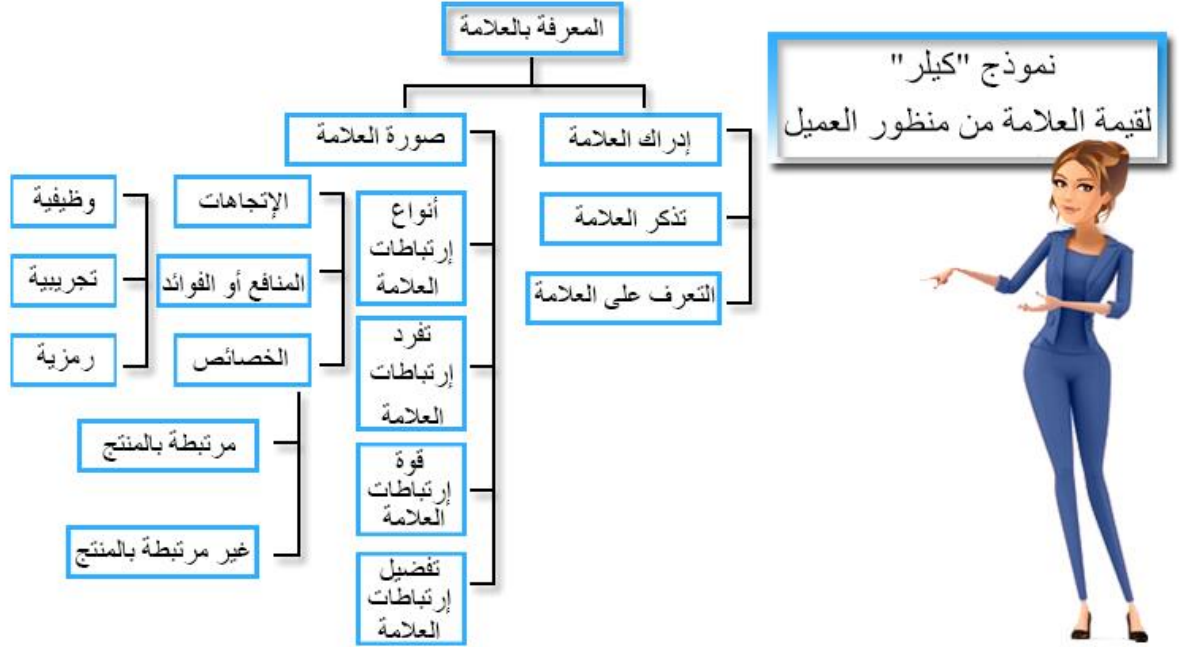 نموذج "كيلر"
لقيمة العلامة من منظور العميل
المعرفة بالعلامة
إدراك العلامة
تذكر العلامة
التعرف على العلامة
صورة العلامة
أنواع
إرتباطات
العلامة
تفرد
إرتباطات
العلامة
قوة
إرتباطات
العلامة
تفضيل
إرتباطات
العلامة
الإتجاهات
المنافع أو الفوائد
الخصائص
وظيفية
تجريبية
رمزية
مرتبطة بالمنتج
غير مرتبطة بالمنتج